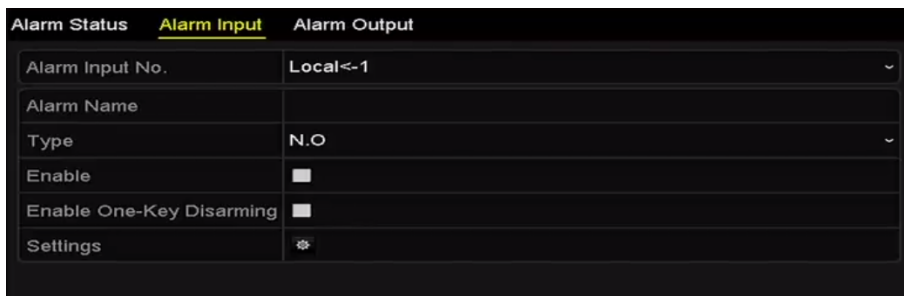 Alarm Status Alarm Input Alarm Output
Alarm Input No. Local<-1
Alarm Name
Type N.O
Enable
Enable One-Key Disarming
Settings